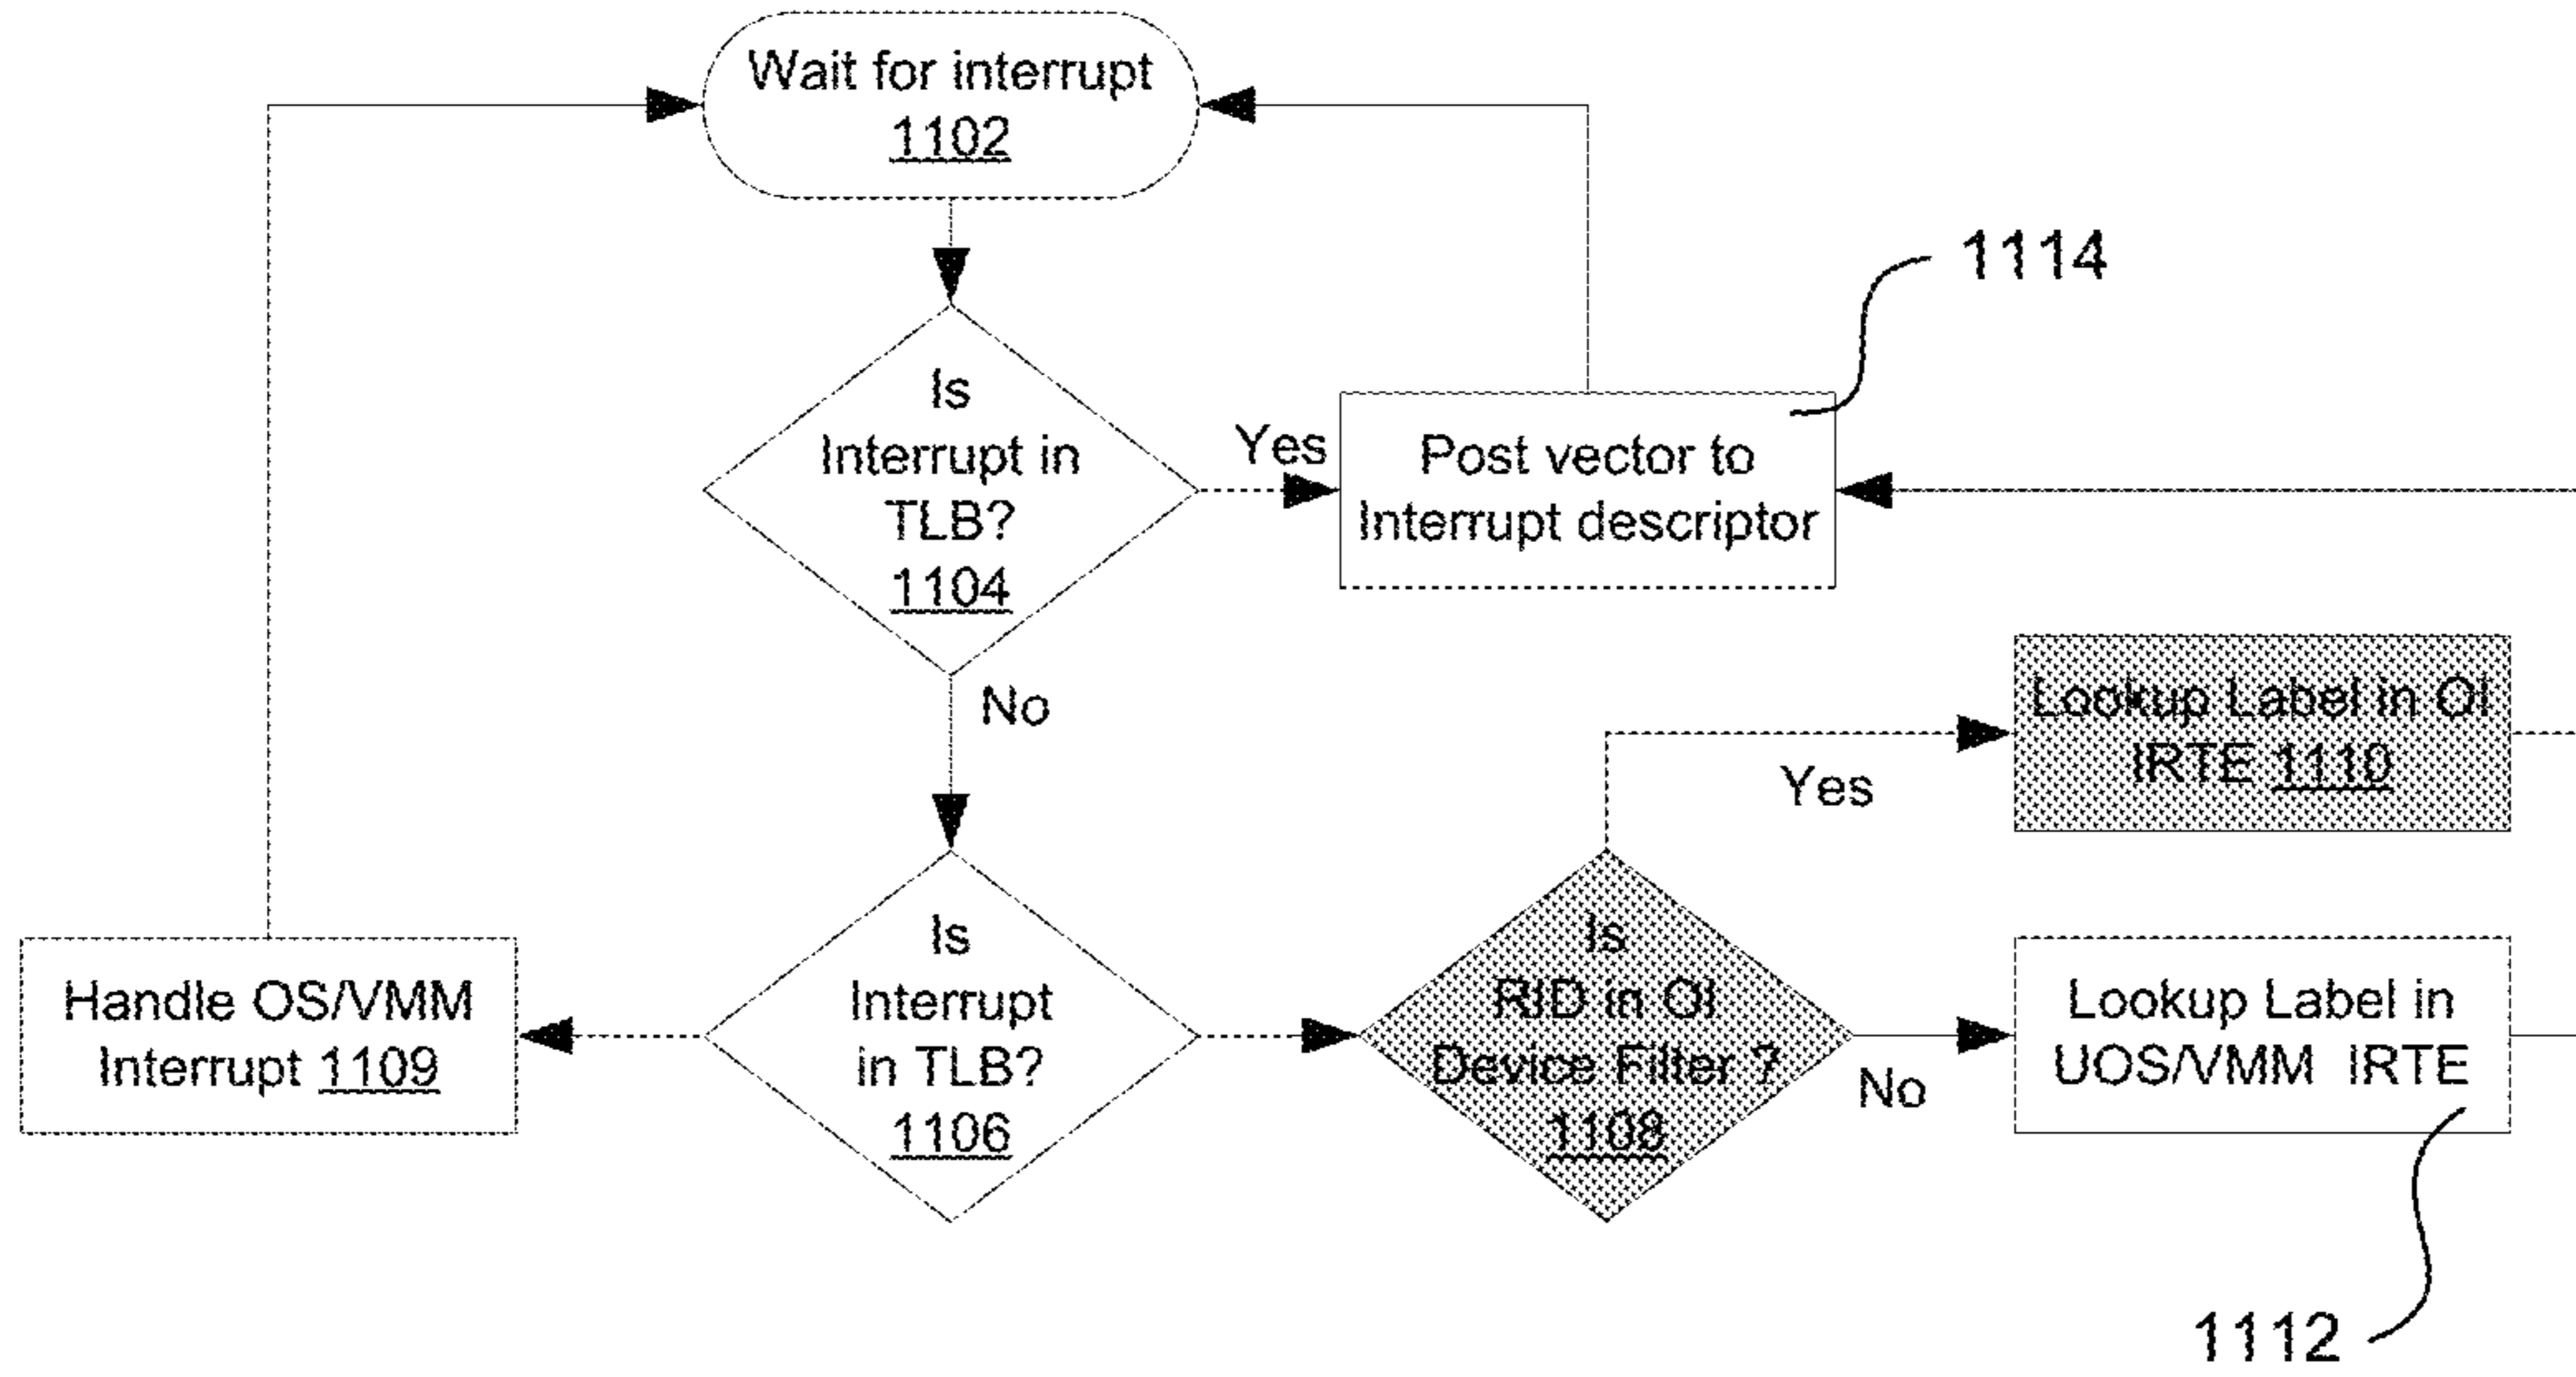 Wait for interrupt
1102
1114
Is
Interrupt in
TLB?
1104
Yes
Post vector to
Interrupt descriptor
No
Lookup Label in OI
IRTE 1110
Yes
Handle OS/VMM
Interrupt 1109
Is
Interrupt
in TLB?
1106
Is
RID in OI
Device Filter ?
1108
No
Lookup Label in
UOS/VMM IRTE
1112